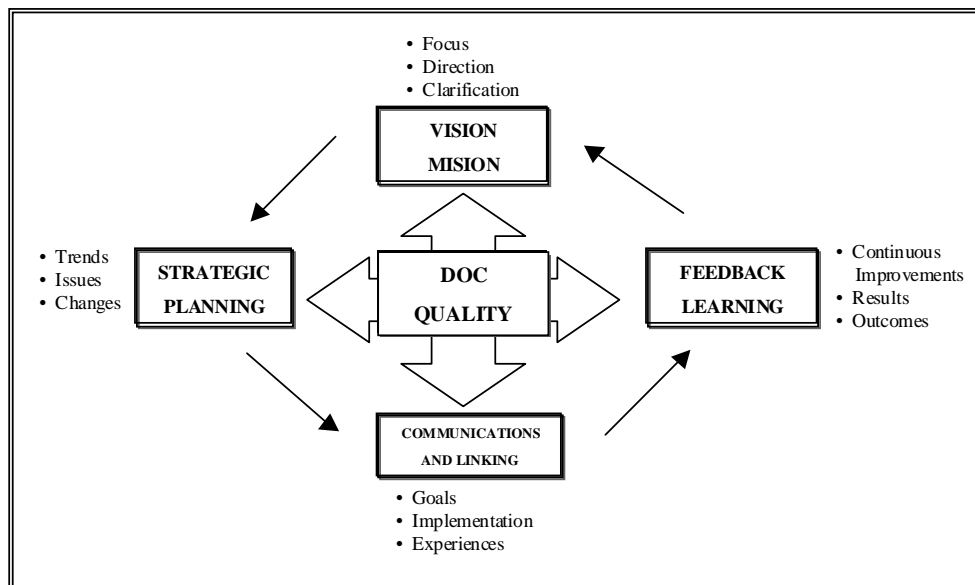 • Focus
• Direction
• Clarification
VISION
MISION
• Trends
• Issues
• Changes
STRATEGIC
PLANNING
DOC
QUALITY
FEEDBACK
LEARNING
• Continuous
Improvements
• Results
• Outcomes
COMMUNICATIONS
AND LINKING
• Goals
• Implementation
• Experiences